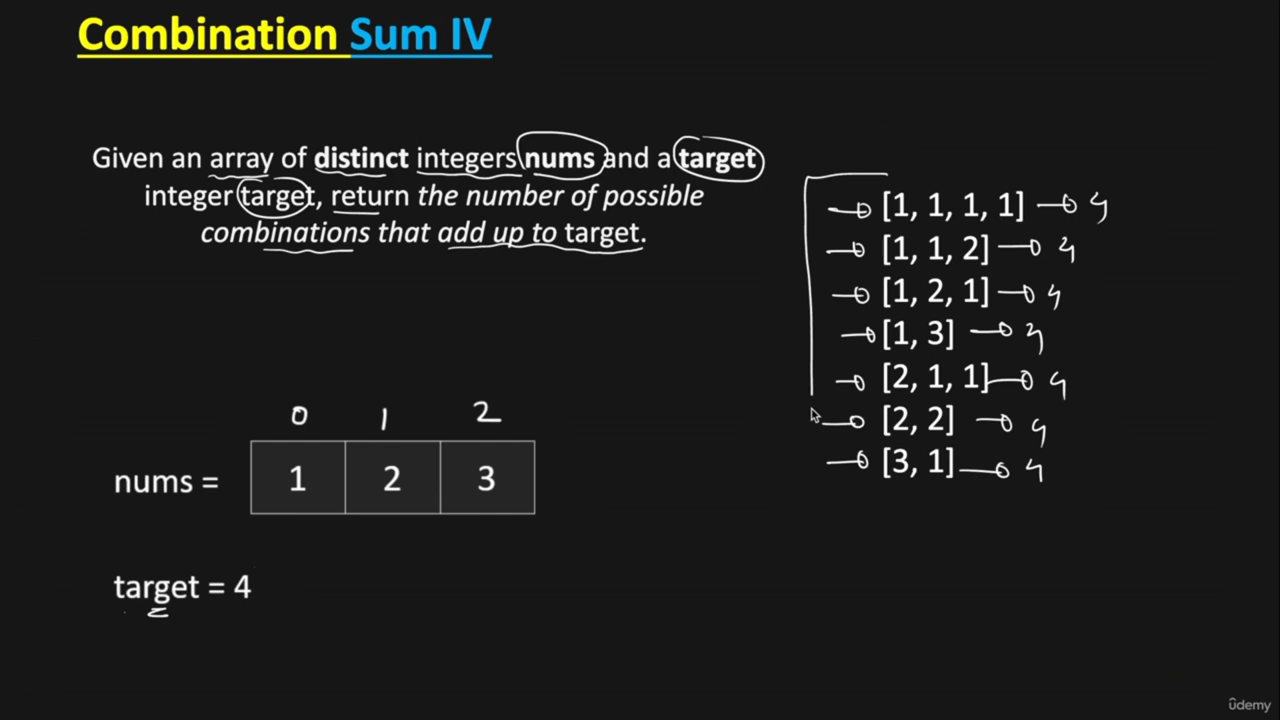 Combination Sum IV
Given an array of distinct integers nums and a target
integer target, return the number of possible
combinations that add up to target.
[1, 1, 1, 1] 4
[1, 1, 2] 4
[1, 2, 1] 4
[1, 3] 4
[2, 1, 1] 4
[2, 2] 4
[3, 1] 4
0 1 2
nums = 1 2 3
target = 4
ûdemy